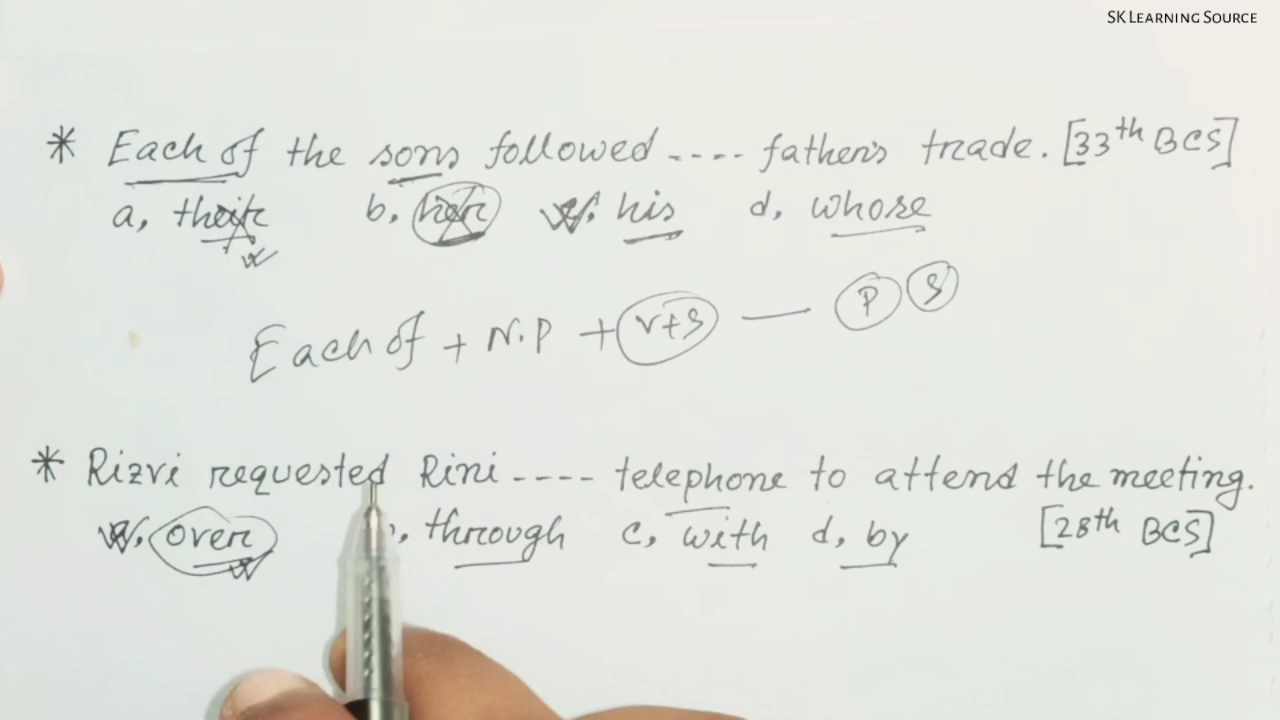 SK LEARNING SOURCE
* Each of the sons followed .... father's trade. [33th BCS]
a, their b, her c, his d, whose
Each of + N.P + V+S — P S
* Rizvi requested Rini .... telephone to attend the meeting.
over , through c, with d, by [28th BCS]